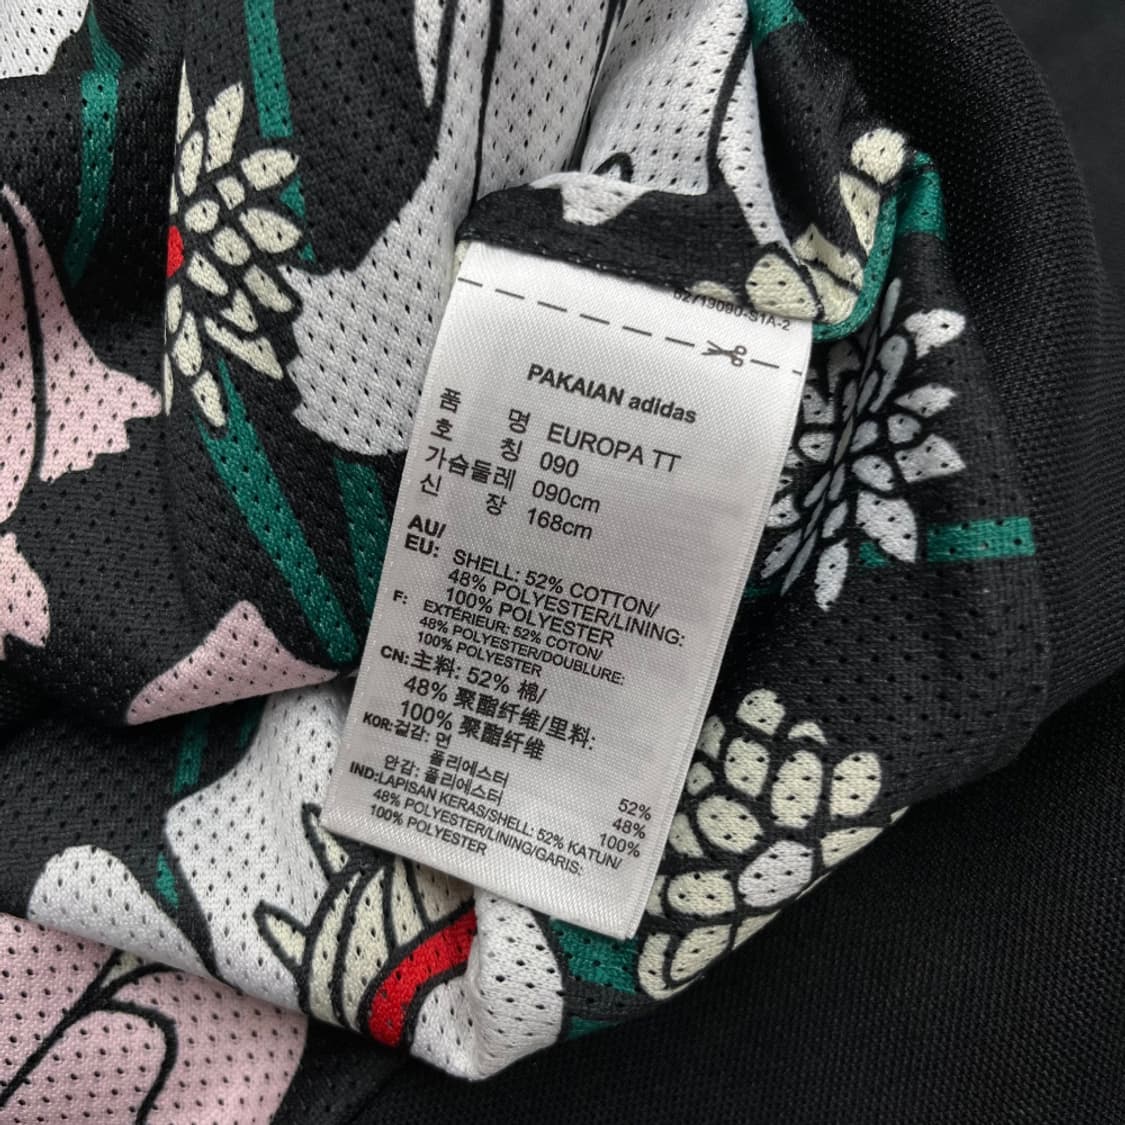 62713090-S1A-2
PAKAIAN adidas
품 명 EUROPA TT
호 칭 090
가슴둘레 090cm
신 장 168cm
AU/
EU: SHELL: 52% COTTON/
48% POLYESTER/LINING:
100% POLYESTER
F: EXTÉRIEUR: 52% COTON/
48% POLYESTER/DOUBLURE:
100% POLYESTER
CN: 主料: 52% 棉/
48% 聚酯纤维/里料:
100% 聚酯纤维
KOR: 겉감: 면 52%
폴리에스터 48%
안감: 폴리에스터 100%
IND: LAPISAN KERAS/SHELL: 52% KATUN/
48% POLYESTER/LINING/GARIS:
100% POLYESTER